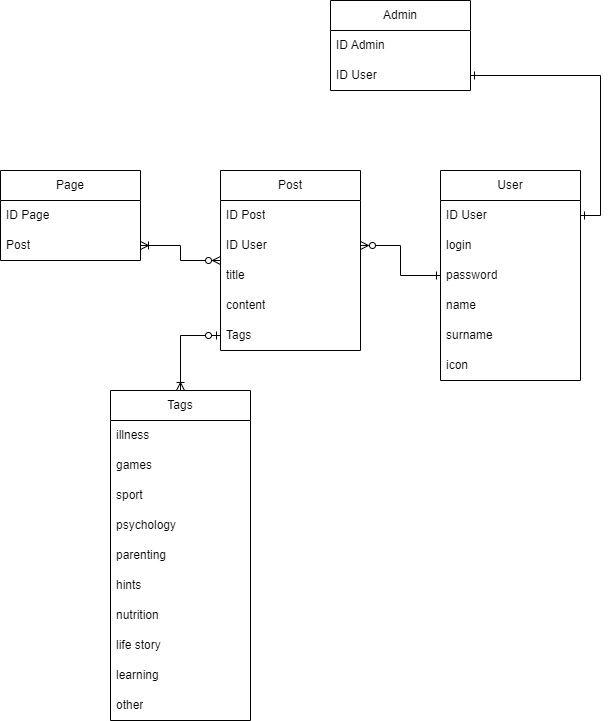 Admin
ID Admin
ID User
Page
ID Page
Post
Post
ID Post
ID User
title
content
Tags
User
ID User
login
password
name
surname
icon
Tags
illness
games
sport
psychology
parenting
hints
nutrition
life story
learning
other